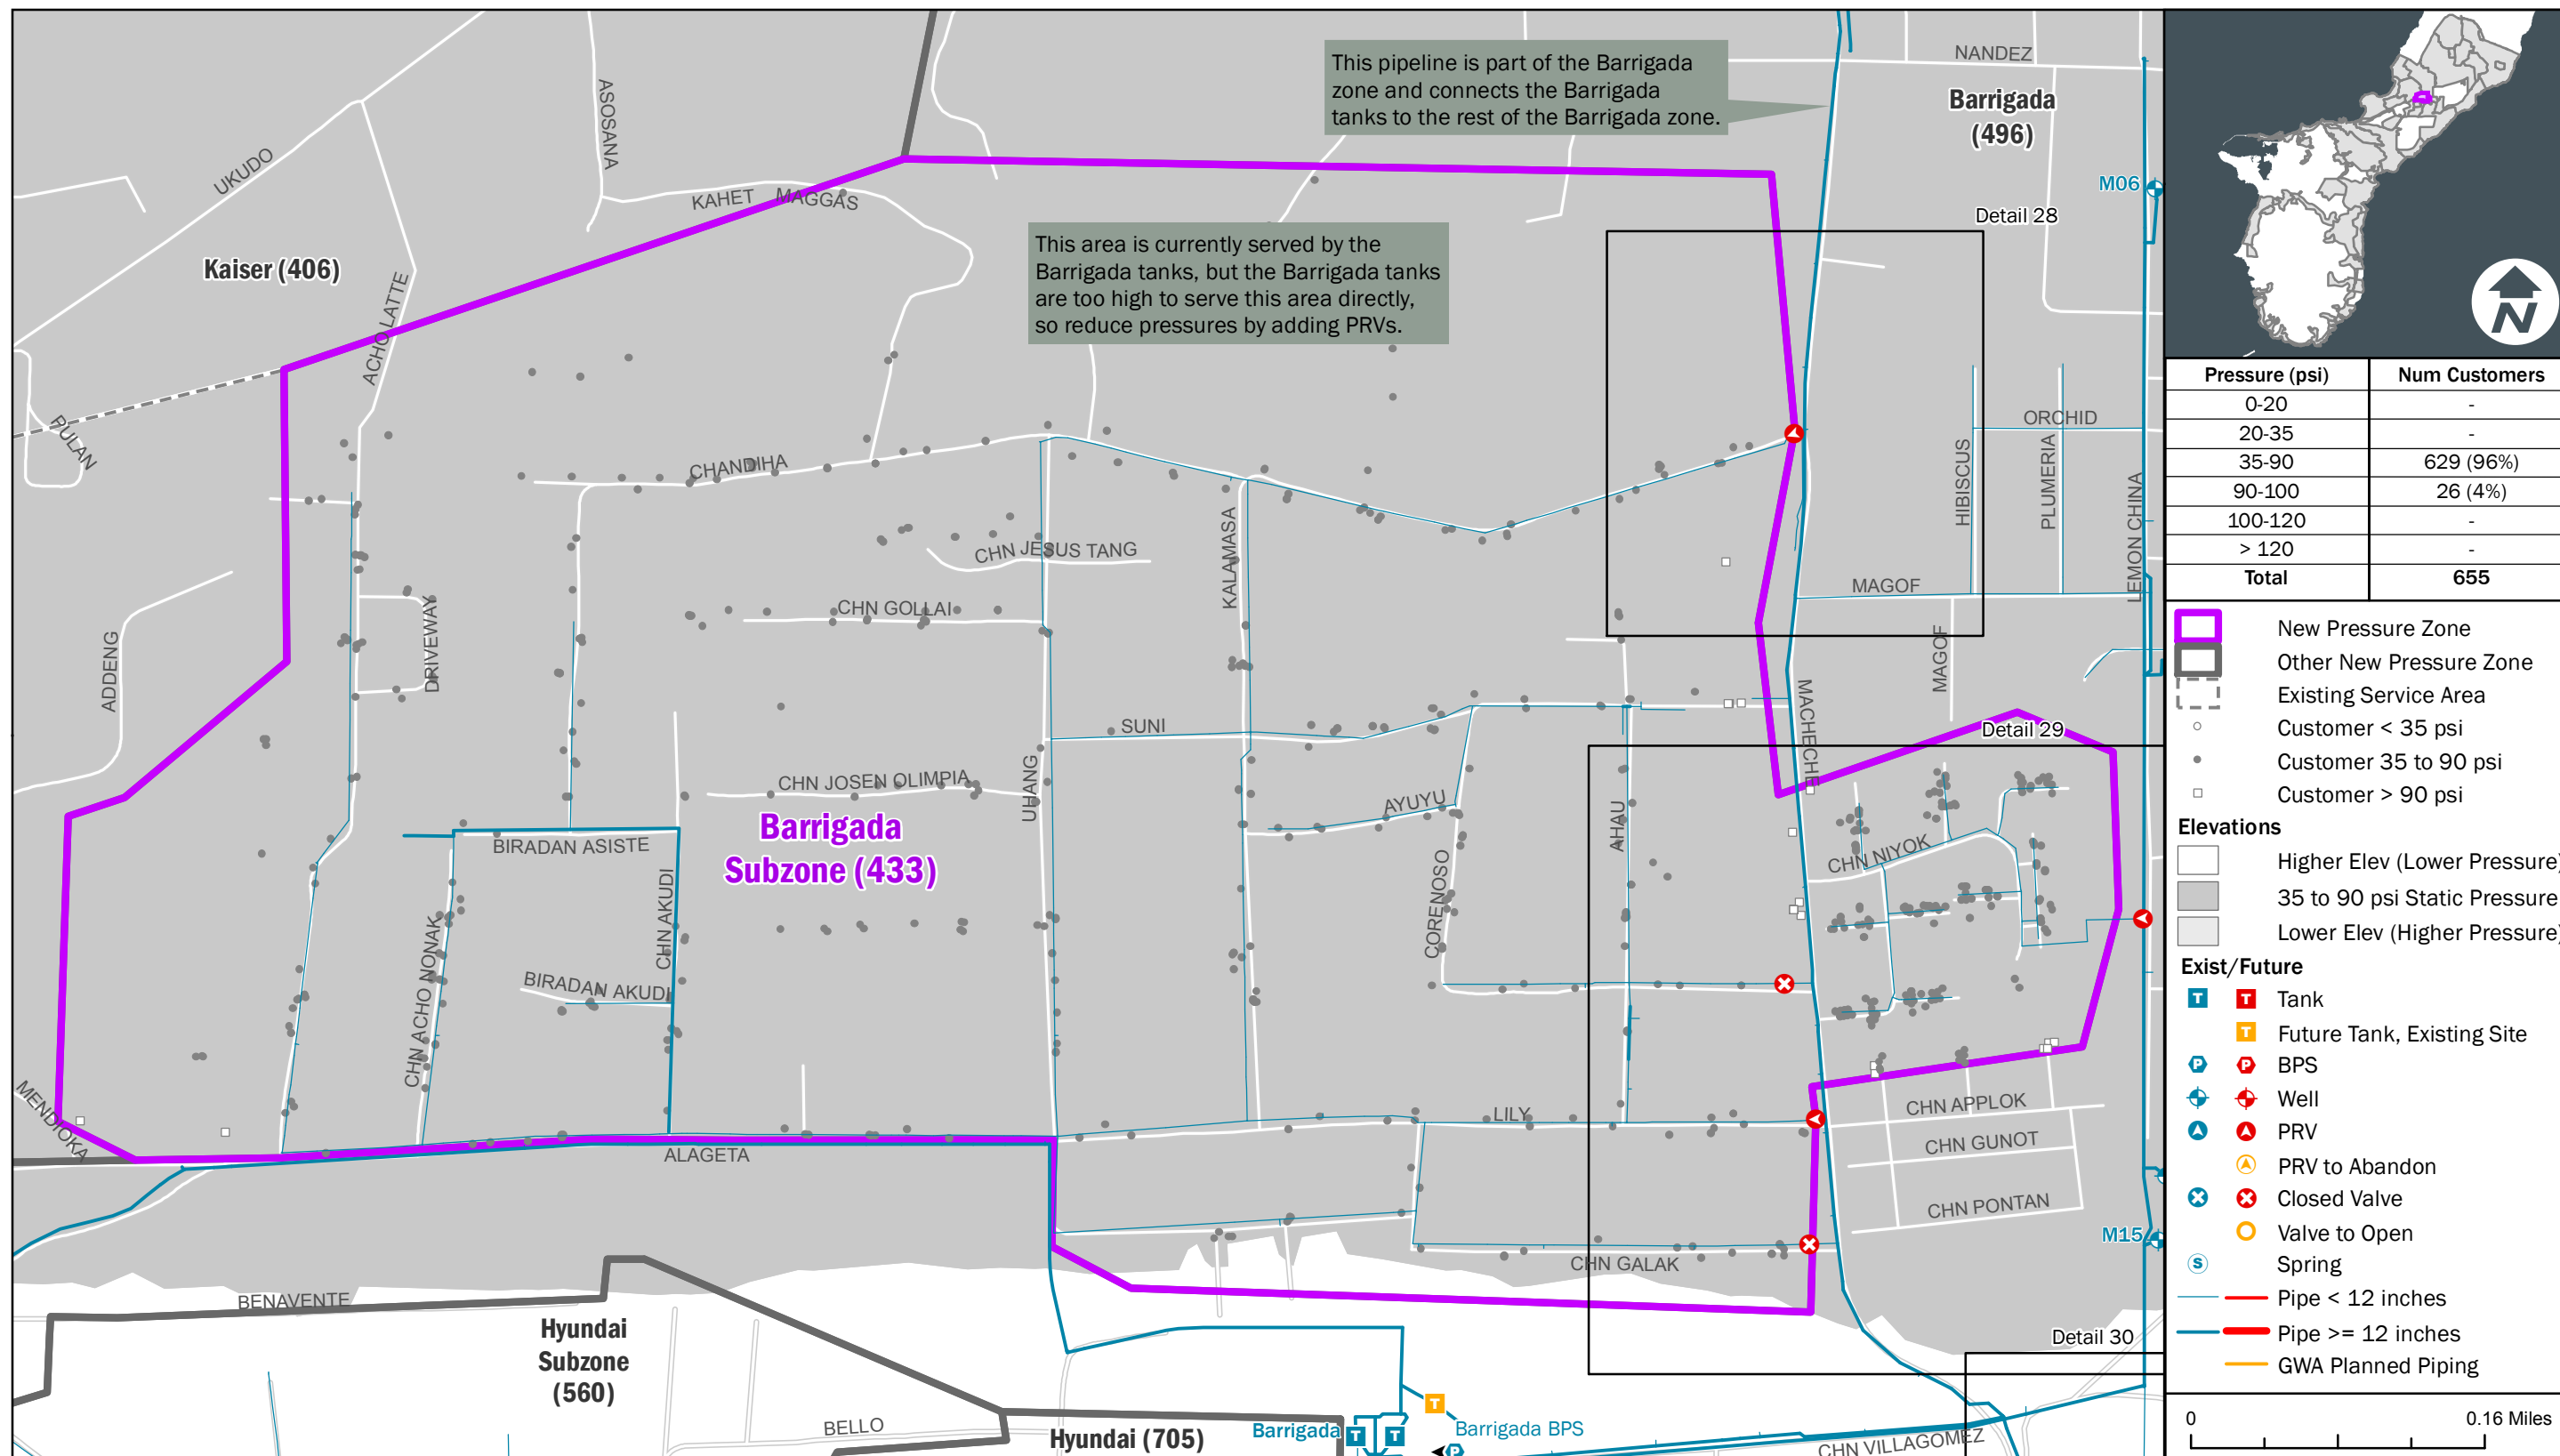 This pipeline is part of the Barrigada
zone and connects the Barrigada
tanks to the rest of the Barrigada zone.
NANDEZ
Barrigada
(496)
ASOSANA
UKUDO
M06
KAHET
MAGGAS
Detail 28
This area is currently served by the
Barrigada tanks, but the Barrigada tanks
are too high to serve this area directly,
so reduce pressures by adding PRVs.
Kaiser (406)
ACHO LATTE
PULAN
ORCHID
HIBISCUS
PLUMERIA
LEMON CHINA
CHANDIHA
KALAMASA
CHN JESUS TANG
MAGOF
CHN GOLLAI
ADDENG
DRIVEWAY
MAGOF
MACHECHE
SUNI
Detail 29
UHANG
CHN JOSEN OLIMPIA
AYUYU
AHAU
Barrigada
Subzone (433)
BIRADAN ASISTE
CHN NIYOK
CHN AKUDI
CORENOSO
CHN ACHO NONAK
BIRADAN AKUDI
MENDIOKA
LILY
CHN APPLOK
CHN GUNOT
ALAGETA
CHN PONTAN
M15
CHN GALAK
BENAVENTE
Hyundai
Subzone
(560)
Detail 30
BELLO
Hyundai (705)
Barrigada
T
T
T
Barrigada BPS
P
CHN VILLAGOMEZ
N
Pressure (psi) Num Customers
0-20 -
20-35 -
35-90 629 (96%)
90-100 26 (4%)
100-120 -
> 120 -
Total 655
New Pressure Zone
Other New Pressure Zone
Existing Service Area
Customer < 35 psi
Customer 35 to 90 psi
Customer > 90 psi
Elevations
Higher Elev (Lower Pressure)
35 to 90 psi Static Pressure
Lower Elev (Higher Pressure)
Exist/Future
T T Tank
T Future Tank, Existing Site
P P BPS
Well
PRV
PRV to Abandon
Closed Valve
Valve to Open
S Spring
Pipe < 12 inches
Pipe >= 12 inches
GWA Planned Piping
0 0.16 Miles